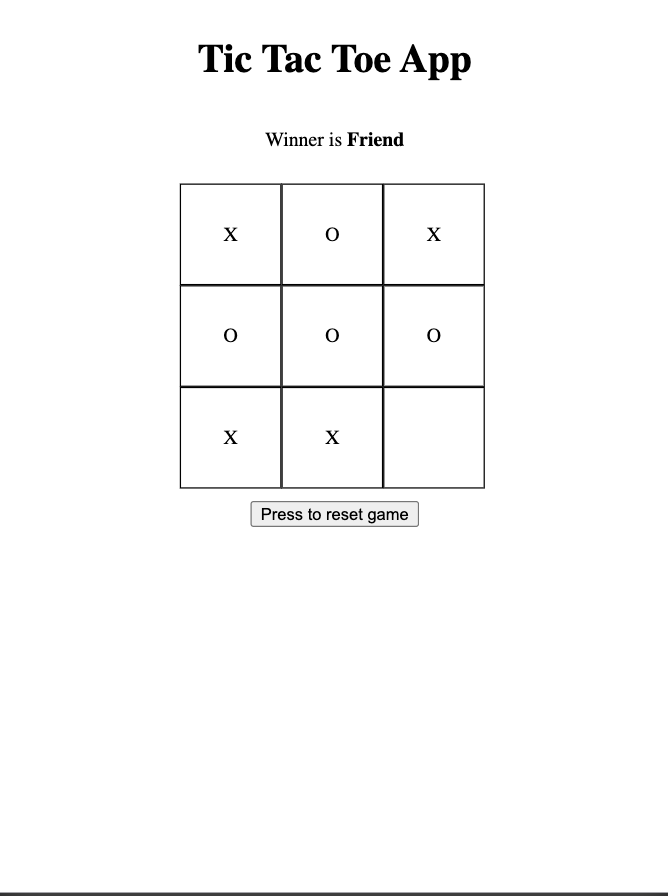 Tic Tac Toe App
Winner is Friend
X O X
O O O
X X
Press to reset game